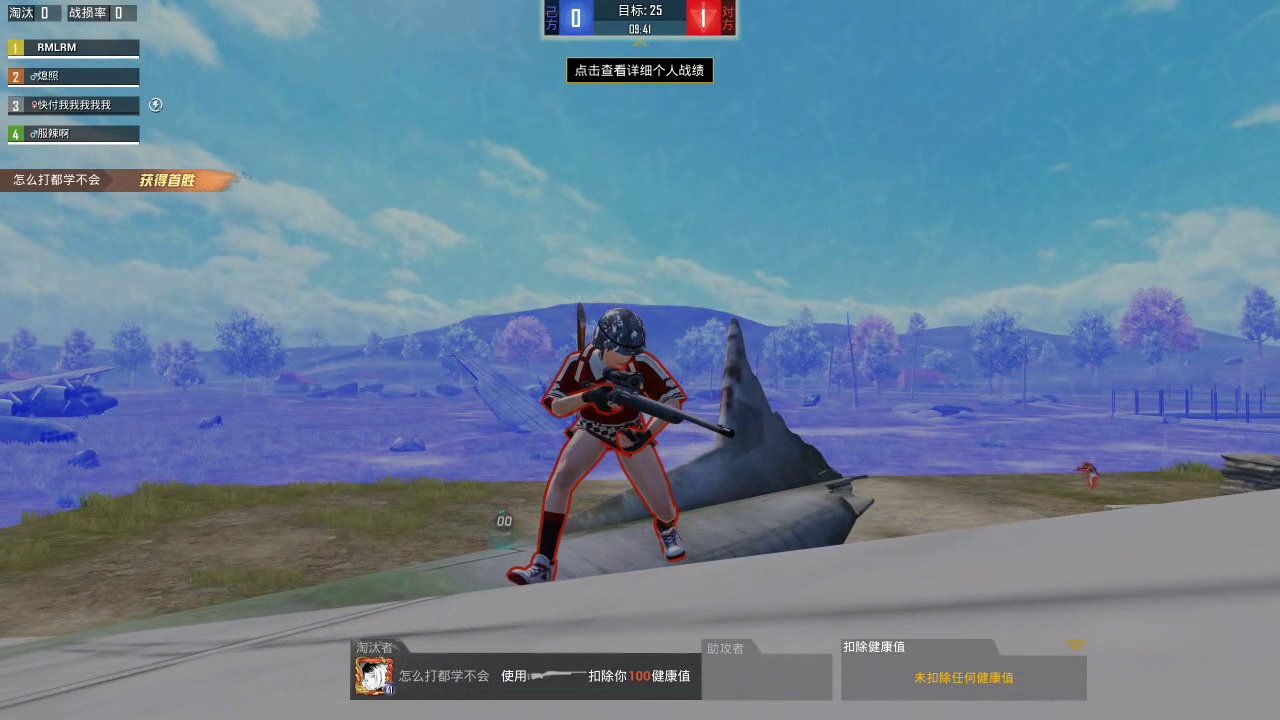 淘汰 0 战损率 0
己方 0 目标: 25 1 对方
09:41
1 RMLRM
点击查看详细个人战绩
2 ♂熄照
3 ♀快付我我我我我
4 ♂服辣啊
怎么打都学不会 获得首胜
00
淘汰者 助攻者 扣除健康值
怎么打都学不会 使用 扣除你100健康值 未扣除任何健康值
41